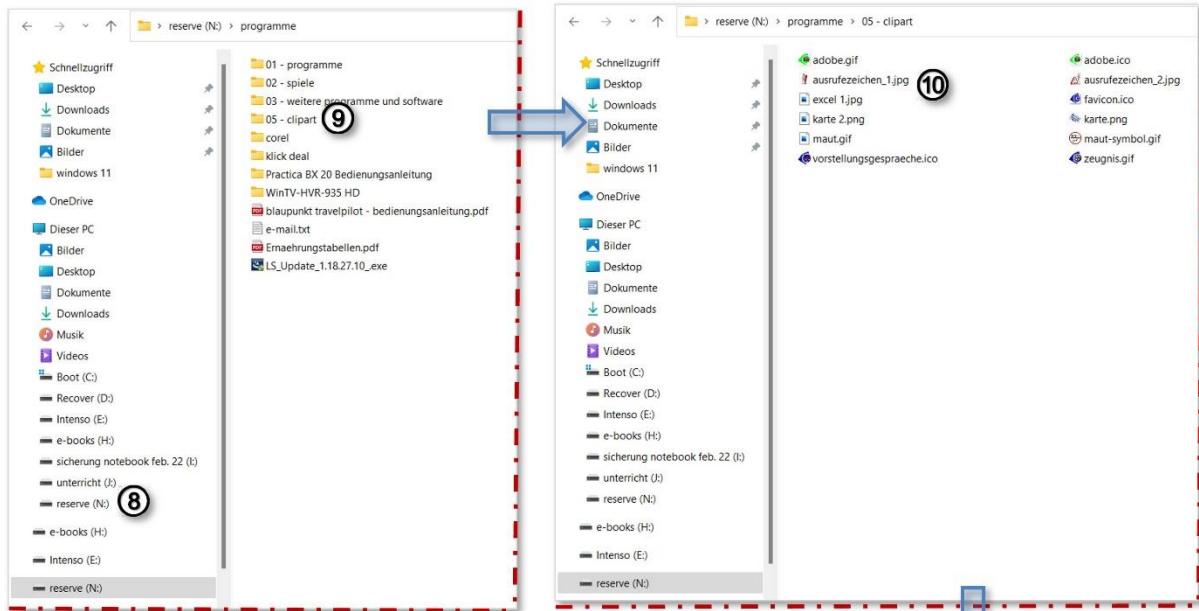 reserve (N:) > programme
Schnellzugriff
Desktop
Downloads
Dokumente
Bilder
windows 11
OneDrive
Dieser PC
Bilder
Desktop
Dokumente
Downloads
Musik
Videos
Boot (C:)
Recover (D:)
Intenso (E:)
e-books (H:)
sicherung notebook feb. 22 (I:)
unterricht (J:)
reserve (N:) ⑧
e-books (H:)
Intenso (E:)
reserve (N:)
01 - programme
02 - spiele
03 - weitere programme und software
05 - clipart ⑨
corel
klick deal
Practica BX 20 Bedienungsanleitung
WinTV-HVR-935 HD
blaupunkt travelpilot - bedienungsanleitung.pdf
e-mail.txt
Ernaehrungstabellen.pdf
LS_Update_1.18.27.10_.exe
reserve (N:) > programme > 05 - clipart
Schnellzugriff
Desktop
Downloads
Dokumente
Bilder
windows 11
OneDrive
Dieser PC
Bilder
Desktop
Dokumente
Downloads
Musik
Videos
Boot (C:)
Recover (D:)
Intenso (E:)
e-books (H:)
sicherung notebook feb. 22 (I:)
unterricht (J:)
reserve (N:)
e-books (H:)
Intenso (E:)
reserve (N:)
adobe.gif
ausrufezeichen_1.jpg ⑩
excel 1.jpg
karte 2.png
maut.gif
vorstellungsgespraeche.ico
adobe.ico
ausrufezeichen_2.jpg
favicon.ico
karte.png
maut-symbol.gif
zeugnis.gif